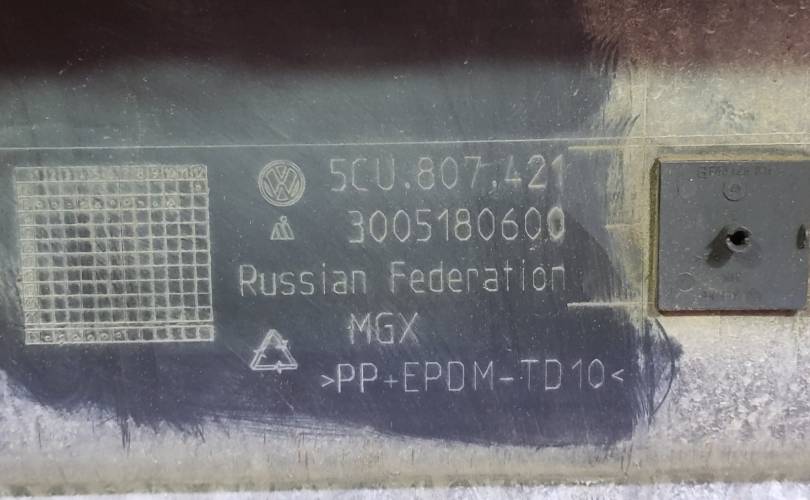 5CU.807.421
3005180600
Russian Federation
MGX
>PP+EPDM-TD10<